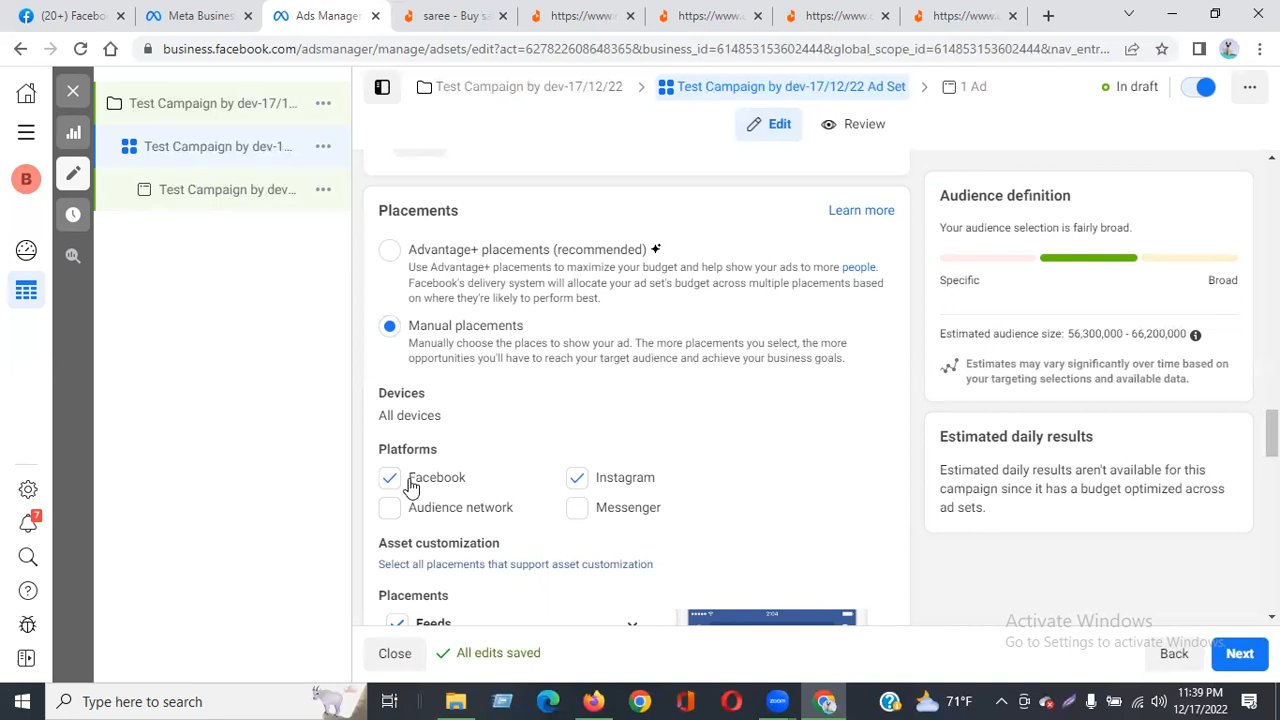 (20+) Faceb
Meta Busines
Ads Manager
saree - Buy sa
https://www.
https://www.
https://www.
https://www.
business.facebook.com/adsmanager/manage/adsets/edit?act=6278226086483
Test Campaign by dev-17/12/22
Test Campaign by dev-17/12/22 Ad Set
1 Ad
In draft
Edit
Review
Test Campaign by dev-17/1...
Test Campaign by dev-1...
Test Campaign by dev...
B
7
Placements
Learn more
Advantage+ placements (recommended)
Use Advantage+ placements to maximize your budget and help show your ads to more people.
Facebook's delivery system will allocate your ad set's budget across multiple placements based
on where they're likely to perform best.
Manual placements
Manually choose the places to show your ad. The more placements you select, the more
opportunities you'll have to reach your target audience and achieve your business goals.
Devices
All devices
Platforms
Facebook
Instagram
Audience network
Messenger
Asset customization
Select all placements that support asset customization
Placements
Feeds
2:04
Audience definition
Your audience selection is fairly broad.
Specific
Broad
Estimated audience size: 56,300,000 - 66,200,000
Estimates may vary significantly over time based on
your targeting selections and available data.
Estimated daily results
Estimated daily results aren't available for this
campaign since it has a budget optimized across
ad sets.
Activate Windows
Go to Settings to activate Windows.
Close
All edits saved
Back
Next
Type here to search
zoom
71°F
11:39 PM
12/17/2022